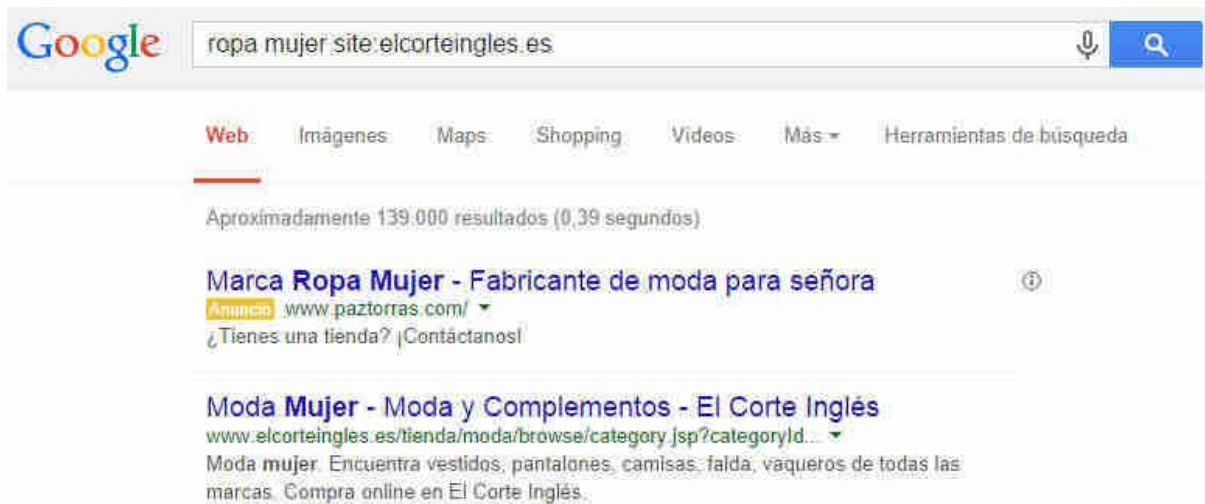 Google
ropa mujer site:elcorteingles.es
Web Imágenes Maps Shopping Vídeos Más Herramientas de búsqueda
Aproximadamente 139.000 resultados (0,39 segundos)
Marca Ropa Mujer - Fabricante de moda para señora
Anuncio www.paztorras.com/
¿Tienes una tienda? ¡Contáctanos!
Moda Mujer - Moda y Complementos - El Corte Inglés
www.elcorteingles.es/tienda/moda/browse/category.jsp?categoryId...
Moda mujer. Encuentra vestidos, pantalones, camisas, falda, vaqueros de todas las
marcas. Compra online en El Corte Inglés.